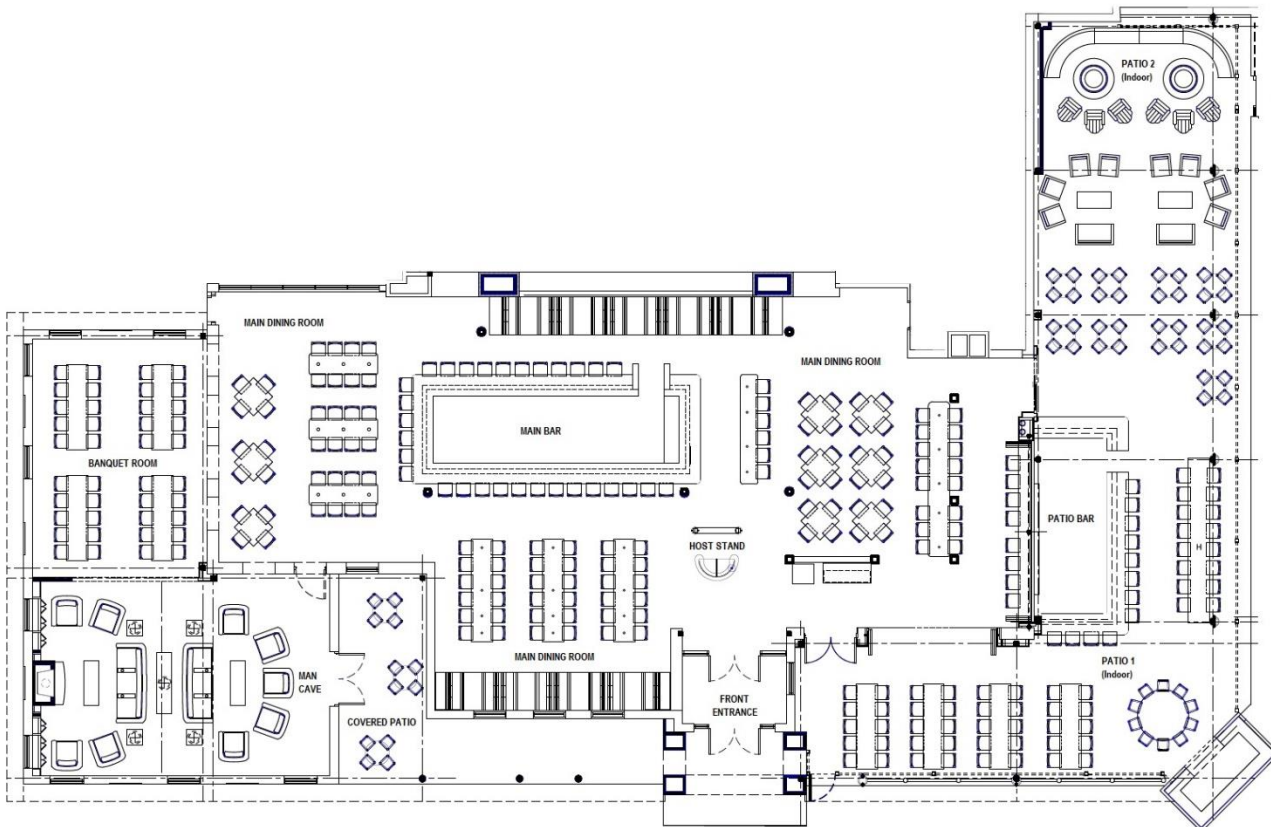 PATIO 2
(Indoor)
MAIN DINING ROOM
MAIN DINING ROOM
MAIN BAR
BANQUET ROOM
PATIO BAR
HOST STAND
H
MAIN DINING ROOM
PATIO 1
(Indoor)
MAN
CAVE
FRONT
ENTRANCE
COVERED PATIO